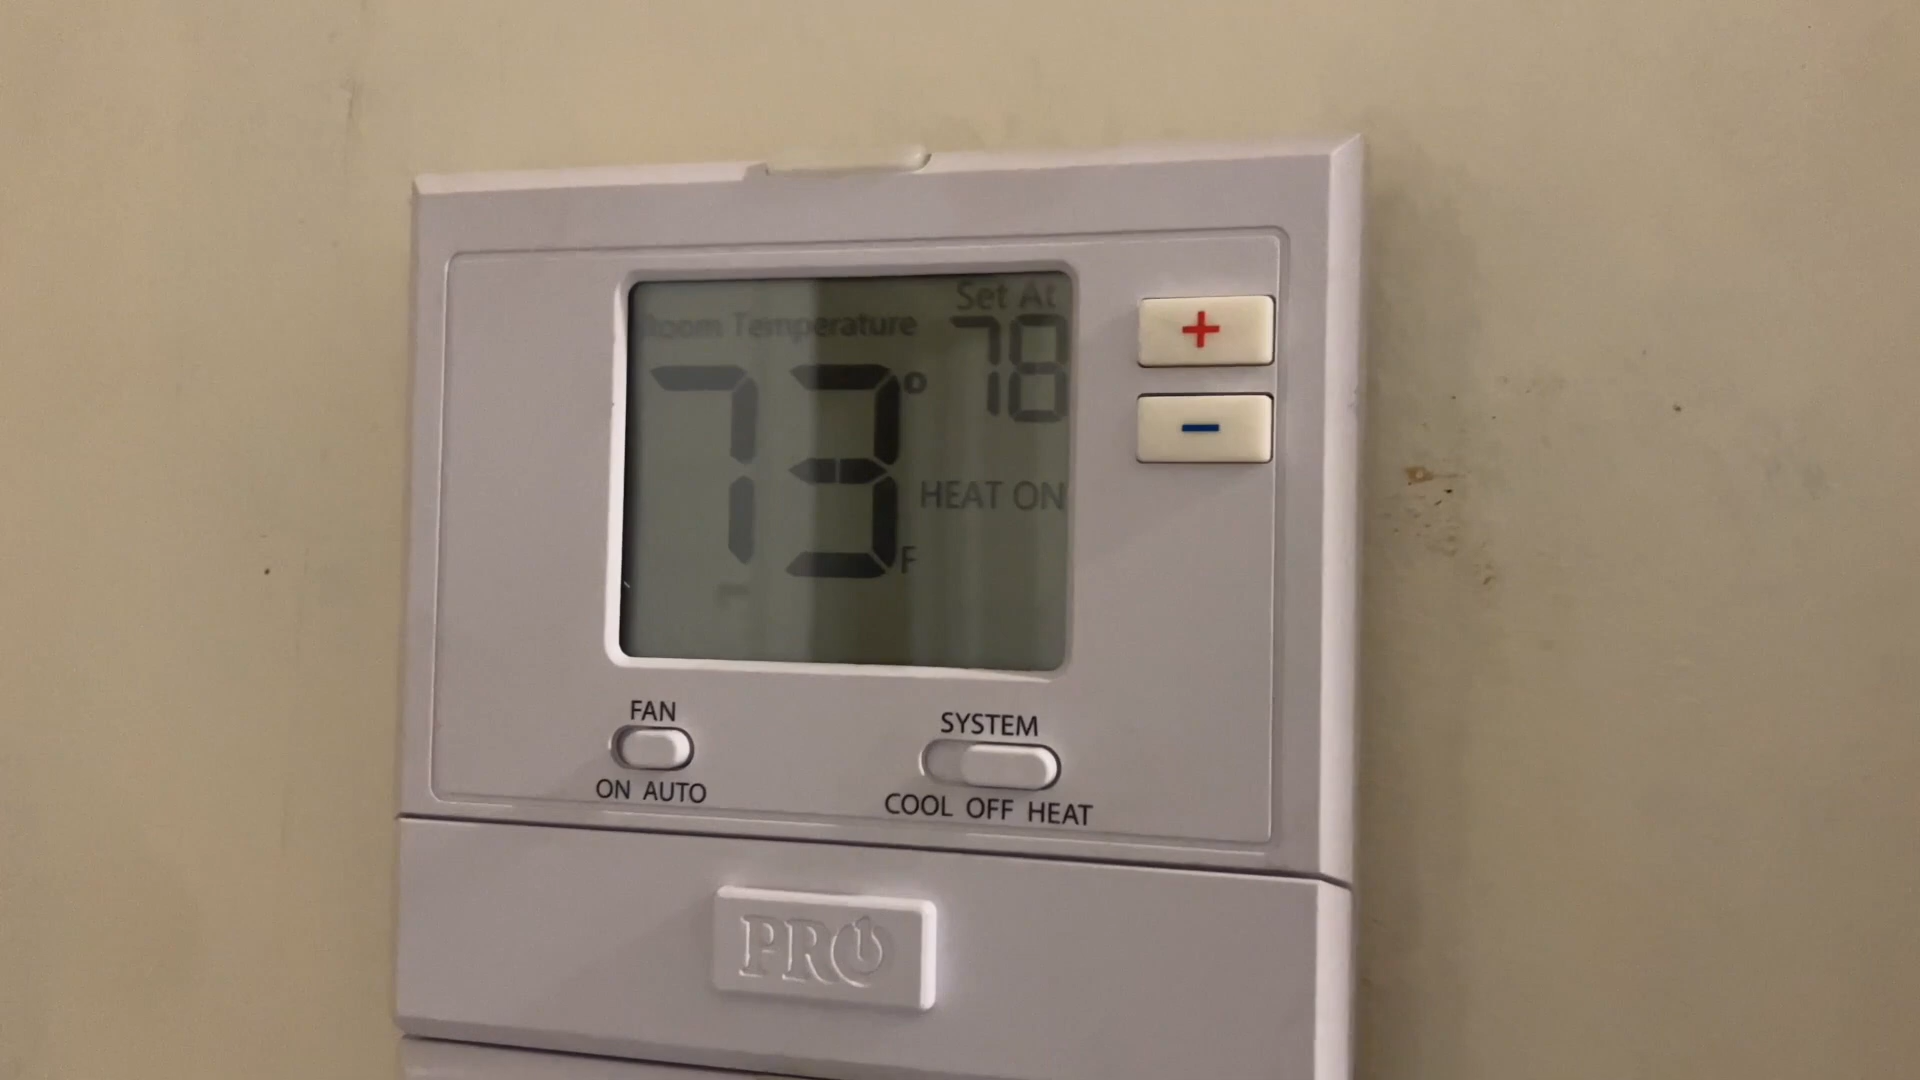 Set At
Room Temperature
78
73°
F
HEAT ON
+
-
FAN
ON AUTO
SYSTEM
COOL OFF HEAT
PRO